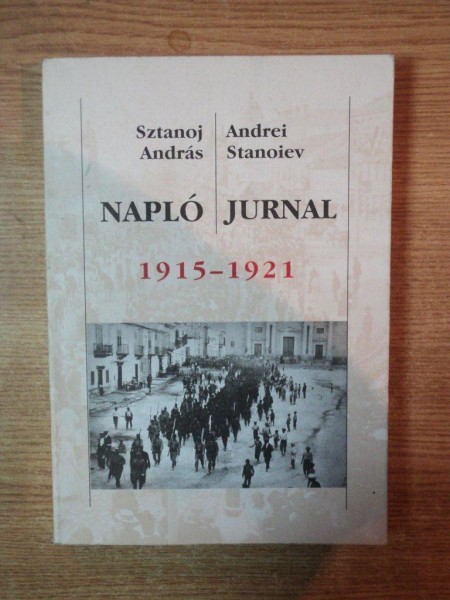 Sztanoj
András
Andrei
Stanoiev
NAPLÓ
JURNAL
1915–1921